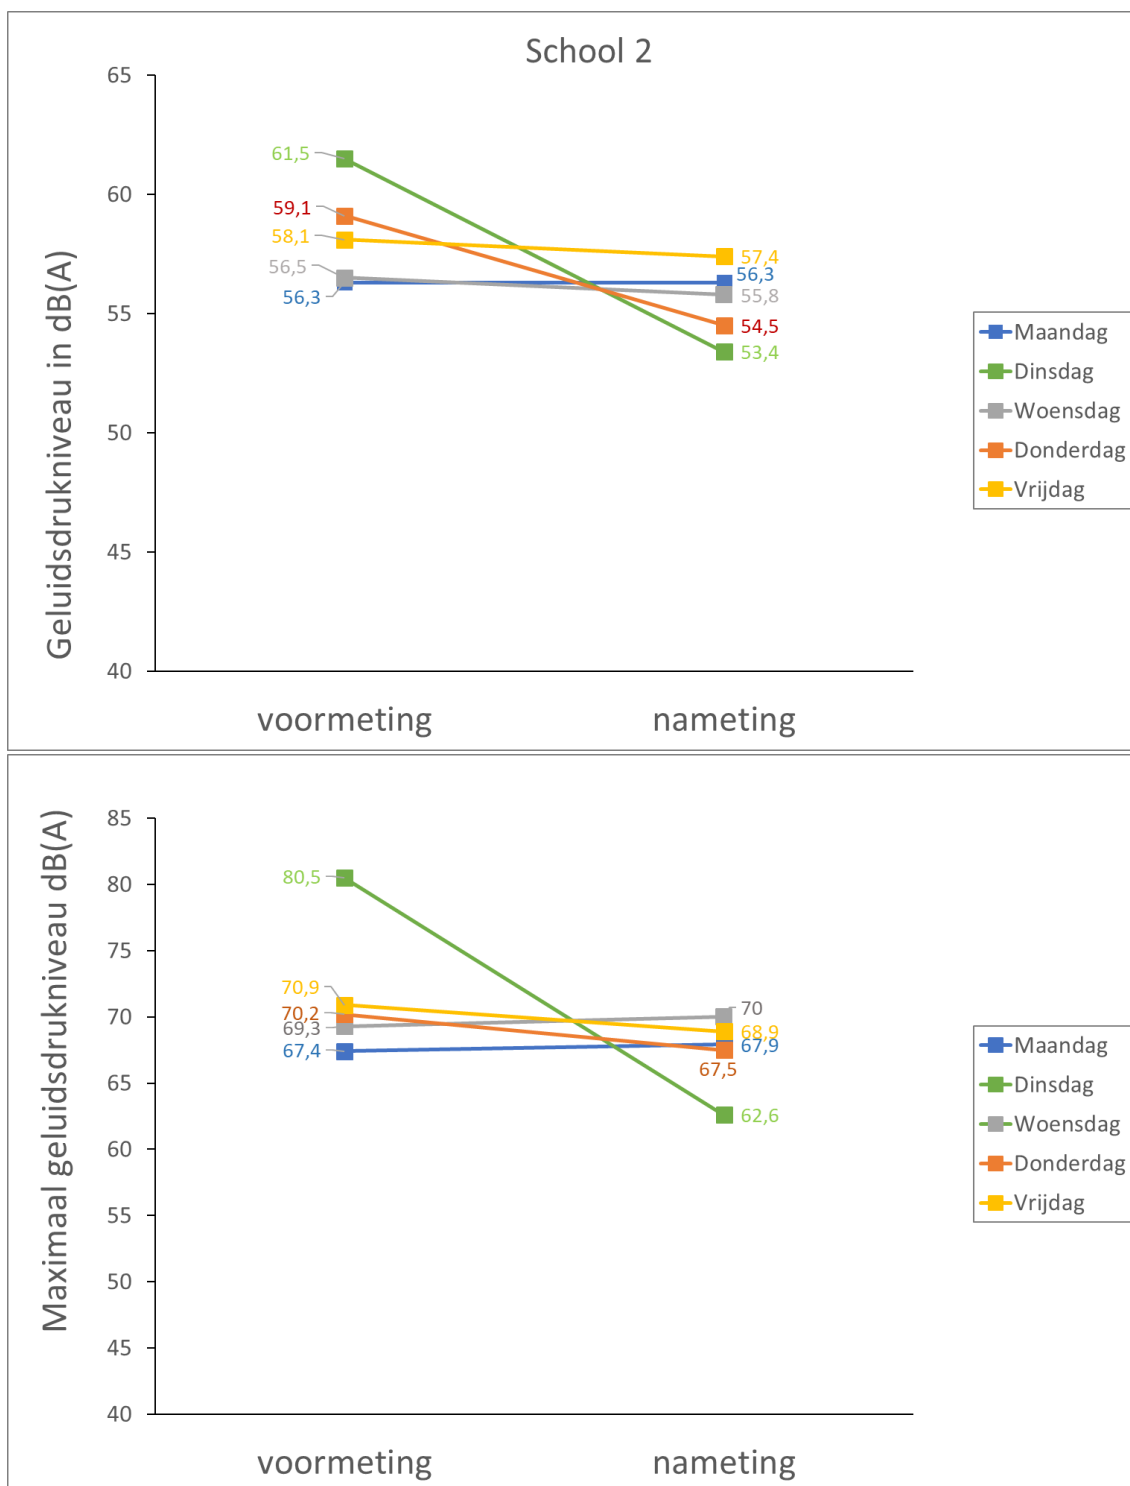 School 2
Geluidsdrukniveau in dB(A)
65
60
55
50
45
40
61,5
59,1
58,1
56,5
56,3
57,4
56,3
55,8
54,5
53,4
voormeting
nameting
Maandag
Dinsdag
Woensdag
Donderdag
Vrijdag
Maximaal geluidsdrukniveau dB(A)
85
80
75
70
65
60
55
50
45
40
80,5
70,9
70,2
69,3
67,4
70
68,9
67,9
67,5
62,6
voormeting
nameting
Maandag
Dinsdag
Woensdag
Donderdag
Vrijdag